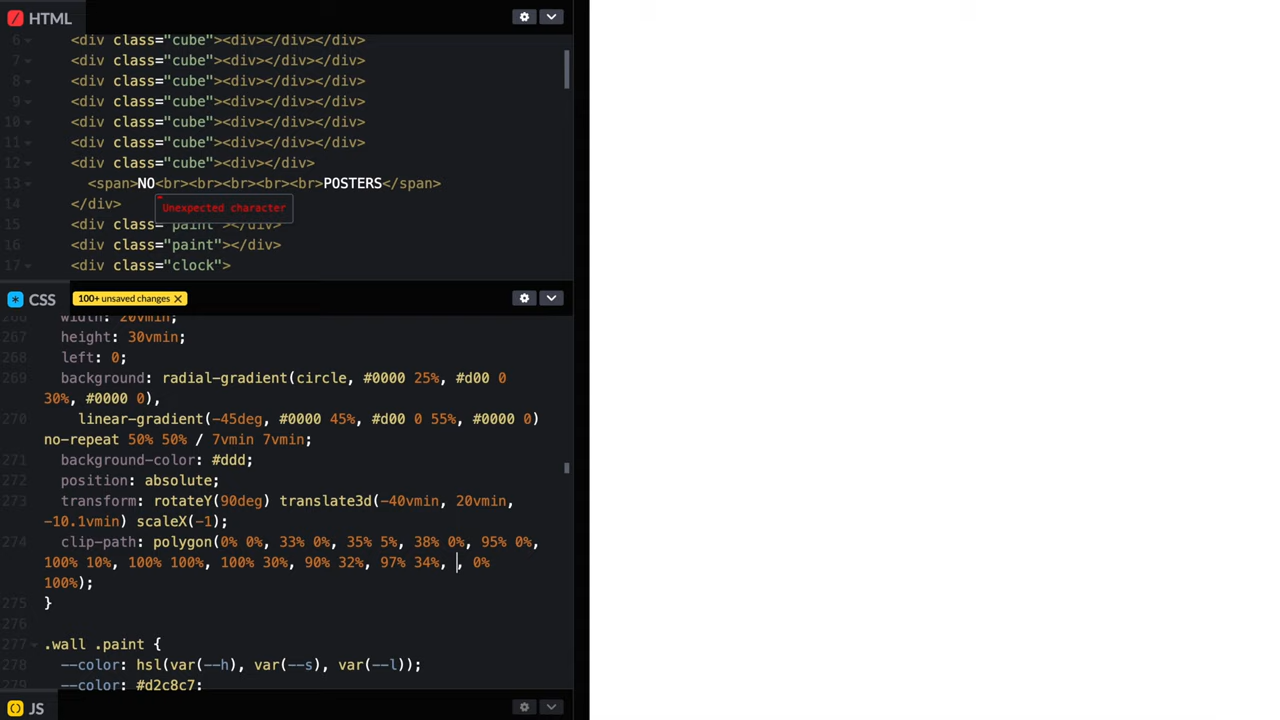 HTML
6 <div class="cube"><div></div></div>
7 <div class="cube"><div></div></div>
8 <div class="cube"><div></div></div>
9 <div class="cube"><div></div></div>
10 <div class="cube"><div></div></div>
11 <div class="cube"><div></div></div>
12 <div class="cube"><div></div>
13 <span>NO<br><br><br><br><br>POSTERS</span>
14 </div>
Unexpected character
15 <div class="paint"></div>
16 <div class="paint"></div>
17 <div class="clock">
CSS 100+ unsaved changes
266 width: 20vmin;
267 height: 30vmin;
268 left: 0;
269 background: radial-gradient(circle, #0000 25%, #d00 0
30%, #0000 0),
270 linear-gradient(-45deg, #0000 45%, #d00 0 55%, #0000 0)
no-repeat 50% 50% / 7vmin 7vmin;
271 background-color: #ddd;
272 position: absolute;
273 transform: rotateY(90deg) translate3d(-40vmin, 20vmin,
-10.1vmin) scaleX(-1);
274 clip-path: polygon(0% 0%, 33% 0%, 35% 5%, 38% 0%, 95% 0%,
100% 10%, 100% 100%, 100% 30%, 90% 32%, 97% 34%, , 0%
100%);
275 }
276
277 .wall .paint {
278 --color: hsl(var(--h), var(--s), var(--l));
279 --color: #d2c8c7;
JS